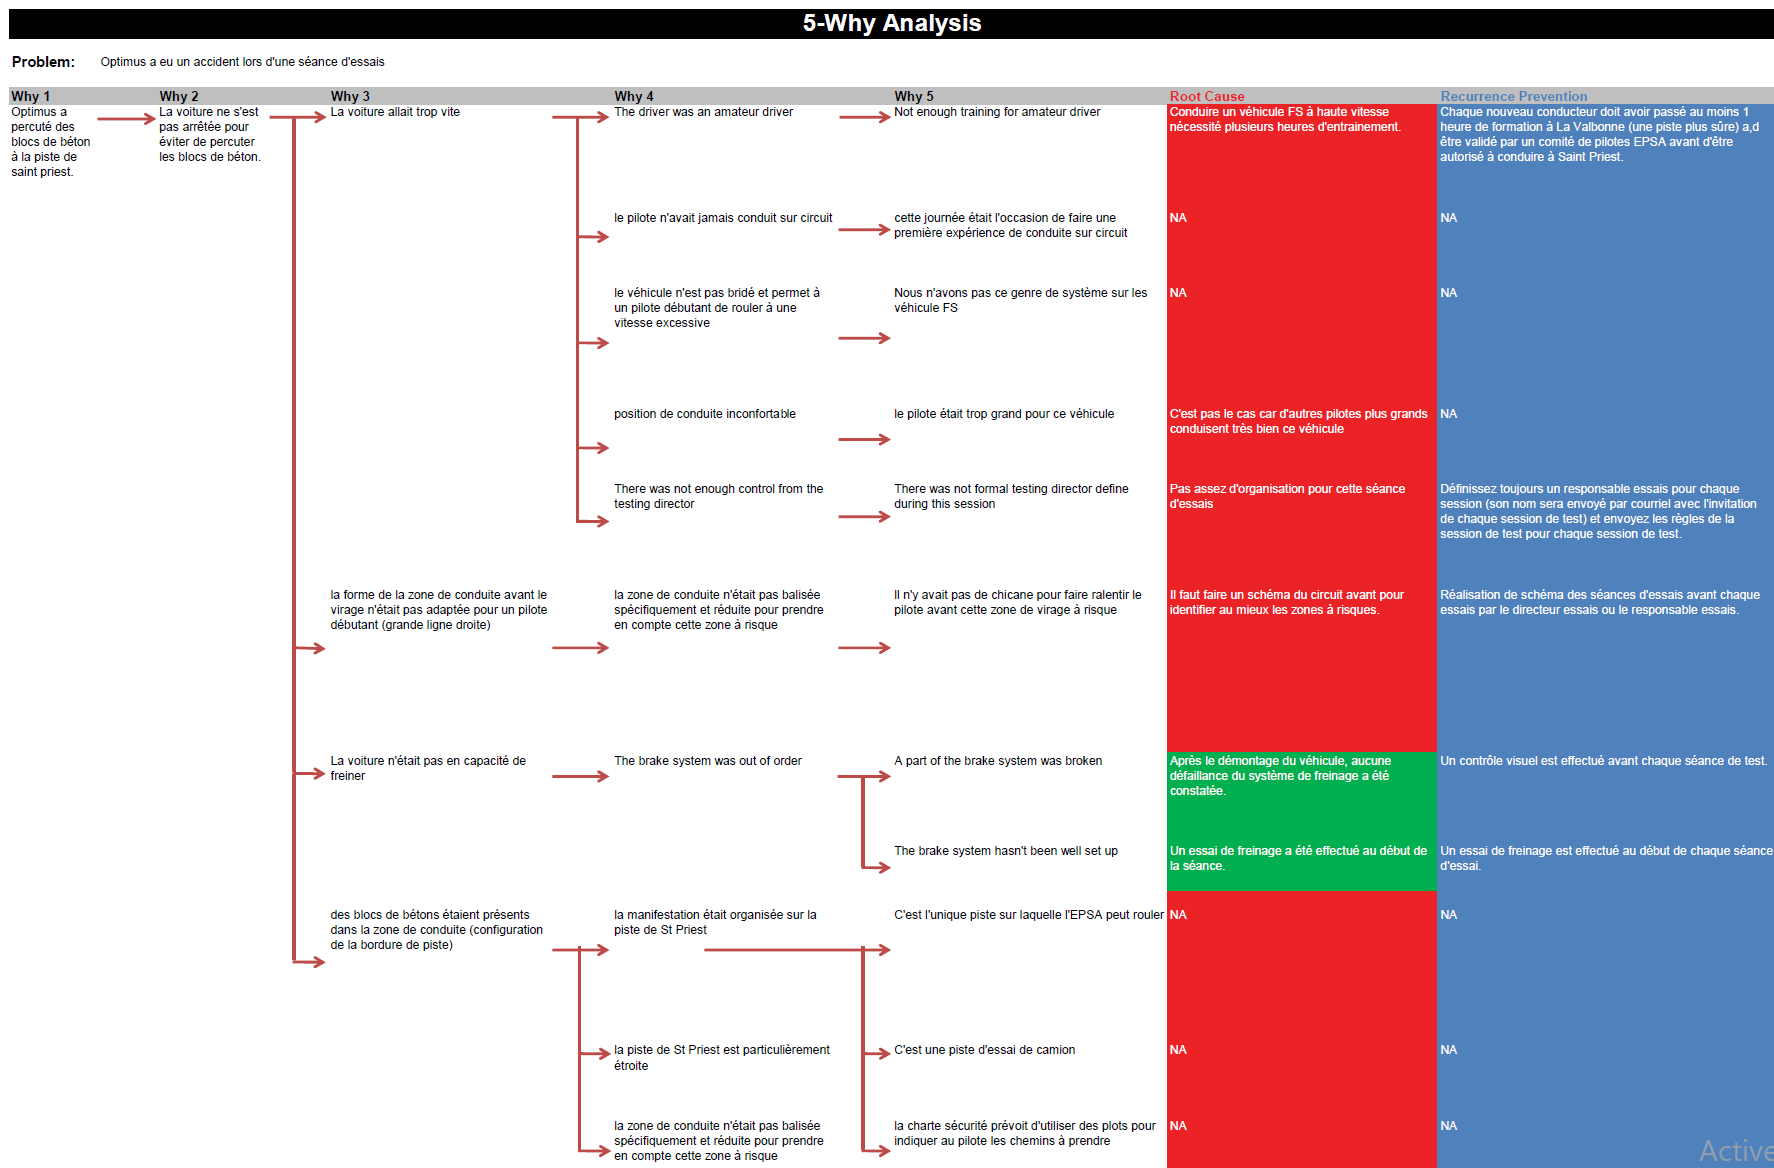 5-Why Analysis
Problem: Optimus a eu un accident lors d'une séance d'essais
Why 1 Why 2 Why 3 Why 4 Why 5 Root Cause Recurrence Prevention
Optimus a
percuté des
blocs de béton
à la piste de
saint priest.
La voiture ne s'est
pas arrêtée pour
éviter de percuter
les blocs de béton.
La voiture allait trop vite
The driver was an amateur driver
Not enough training for amateur driver
Conduire un véhicule FS à haute vitesse
nécessité plusieurs heures d'entrainement.
Chaque nouveau conducteur doit avoir passé au moins 1
heure de formation à La Valbonne (une piste plus sûre) a,d
être validé par un comité de pilotes EPSA avant d'être
autorisé à conduire à Saint Priest.
le pilote n'avait jamais conduit sur circuit
cette journée était l'occasion de faire une
première expérience de conduite sur circuit
NA
NA
le véhicule n'est pas bridé et permet à
un pilote débutant de rouler à une
vitesse excessive
Nous n'avons pas ce genre de système sur les
véhicule FS
NA
NA
position de conduite inconfortable
le pilote était trop grand pour ce véhicule
C'est pas le cas car d'autres pilotes plus grands
conduisent très bien ce véhicule
NA
There was not enough control from the
testing director
There was not formal testing director define
during this session
Pas assez d'organisation pour cette séance
d'essais
Définissez toujours un responsable essais pour chaque
session (son nom sera envoyé par courriel avec l'invitation
de chaque session de test) et envoyez les règles de la
session de test pour chaque session de test.
la forme de la zone de conduite avant le
virage n'était pas adaptée pour un pilote
débutant (grande ligne droite)
la zone de conduite n'était pas balisée
spécifiquement et réduite pour prendre
en compte cette zone à risque
Il n'y avait pas de chicane pour faire ralentir le
pilote avant cette zone de virage à risque
Il faut faire un schéma du circuit avant pour
identifier au mieux les zones à risques.
Réalisation de schéma des séances d'essais avant chaque
essais par le directeur essais ou le responsable essais.
La voiture n'était pas en capacité de
freiner
The brake system was out of order
A part of the brake system was broken
Après le démontage du véhicule, aucune
défaillance du système de freinage a été
constatée.
Un contrôle visuel est effectué avant chaque séance de test.
The brake system hasn't been well set up
Un essai de freinage a été effectué au début de
la séance.
Un essai de freinage est effectué au début de chaque séance
d'essai.
des blocs de bétons étaient présents
dans la zone de conduite (configuration
de la bordure de piste)
la manifestation était organisée sur la
piste de St Priest
C'est l'unique piste sur laquelle l'EPSA peut rouler
NA
NA
la piste de St Priest est particulièrement
étroite
C'est une piste d'essai de camion
NA
NA
la zone de conduite n'était pas balisée
spécifiquement et réduite pour prendre
en compte cette zone à risque
la charte sécurité prévoit d'utiliser des plots pour
indiquer au pilote les chemins à prendre
NA
NA
Active